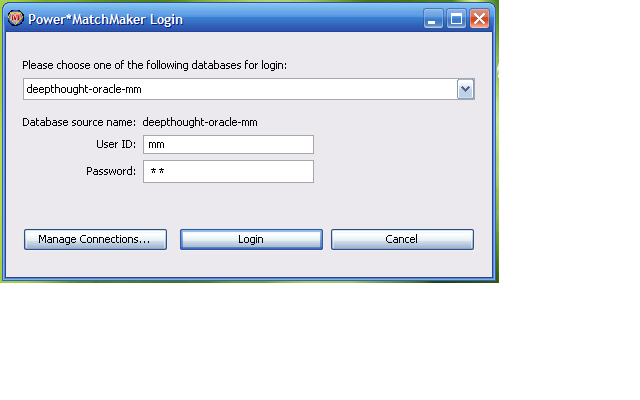 Power*MatchMaker Login
Please choose one of the following databases for login:
deepthought-oracle-mm
Database source name: deepthought-oracle-mm
User ID: mm
Password: **
Manage Connections... Login Cancel